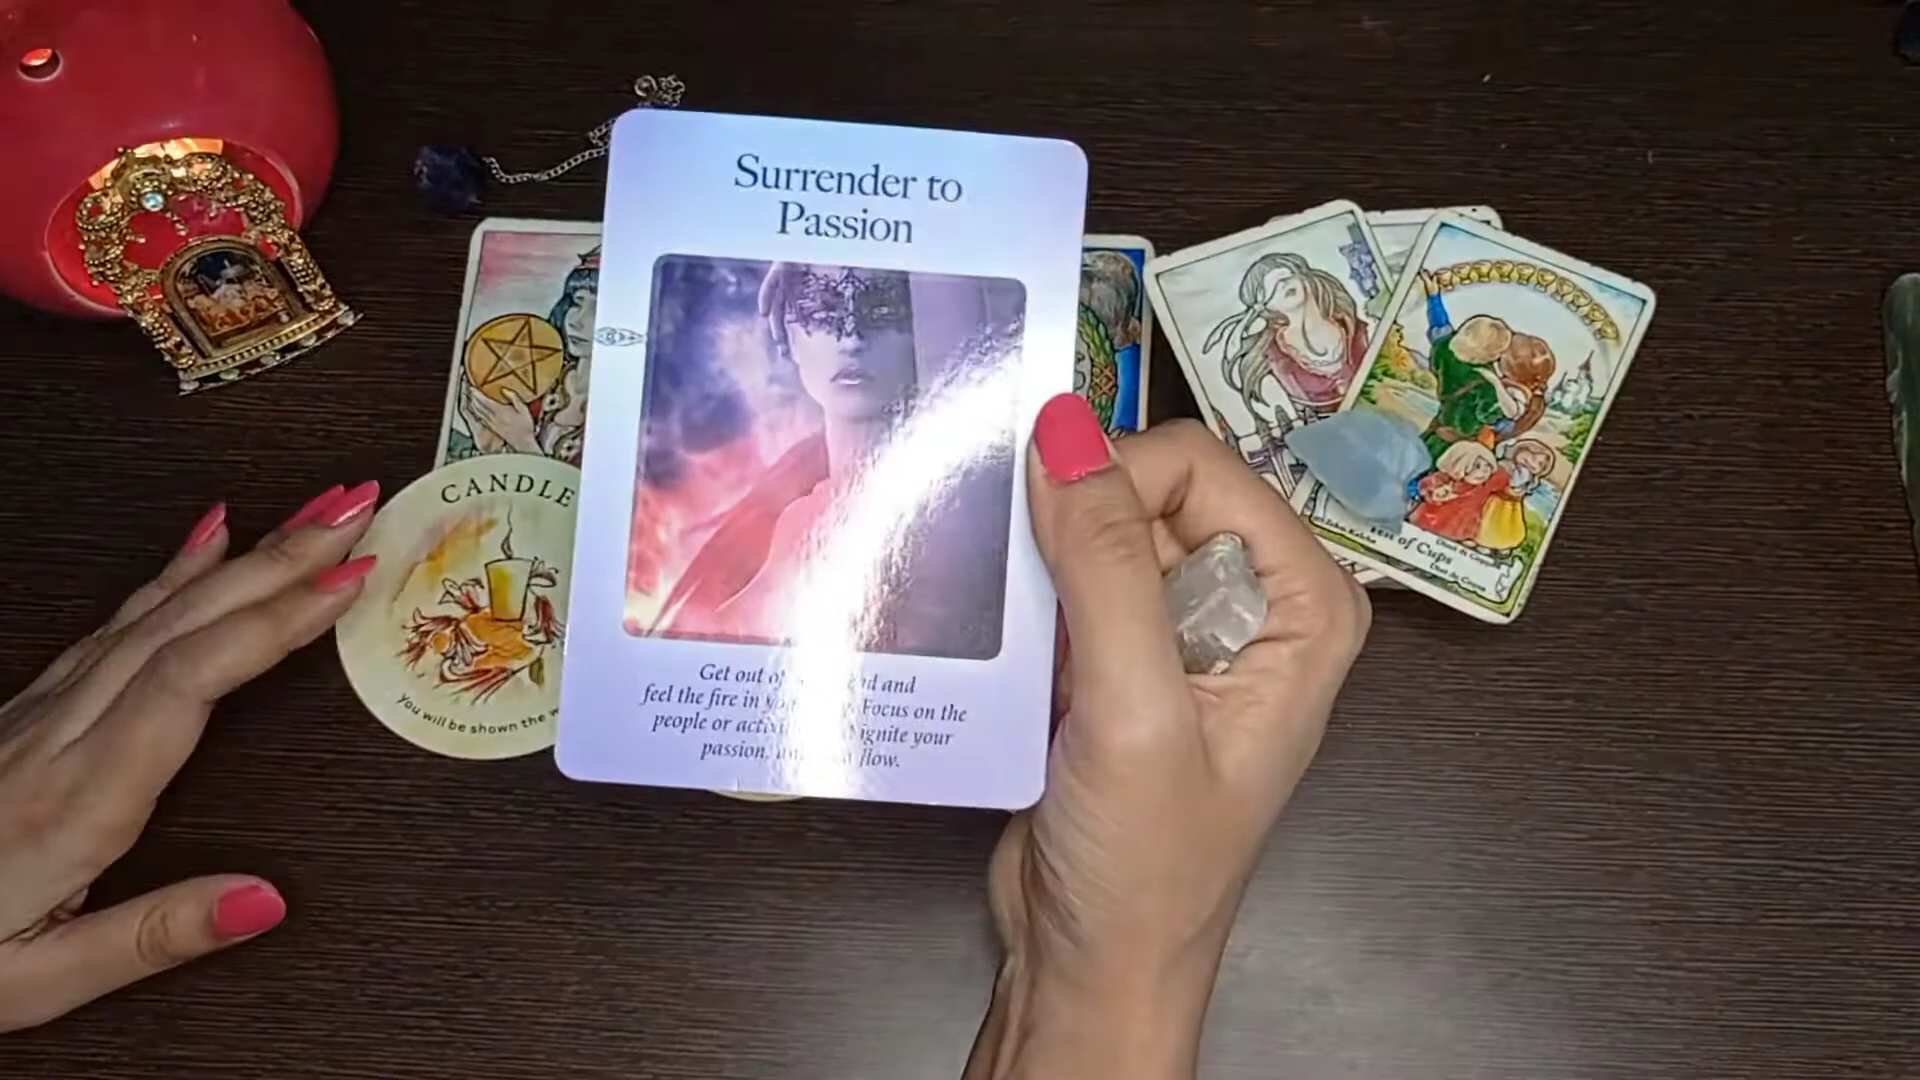 Surrender to
Passion
Get out of and
feel the fire in Focus on the
people or ignite your
passion, flow.
CANDLE
You will be shown the
Ten of Cups